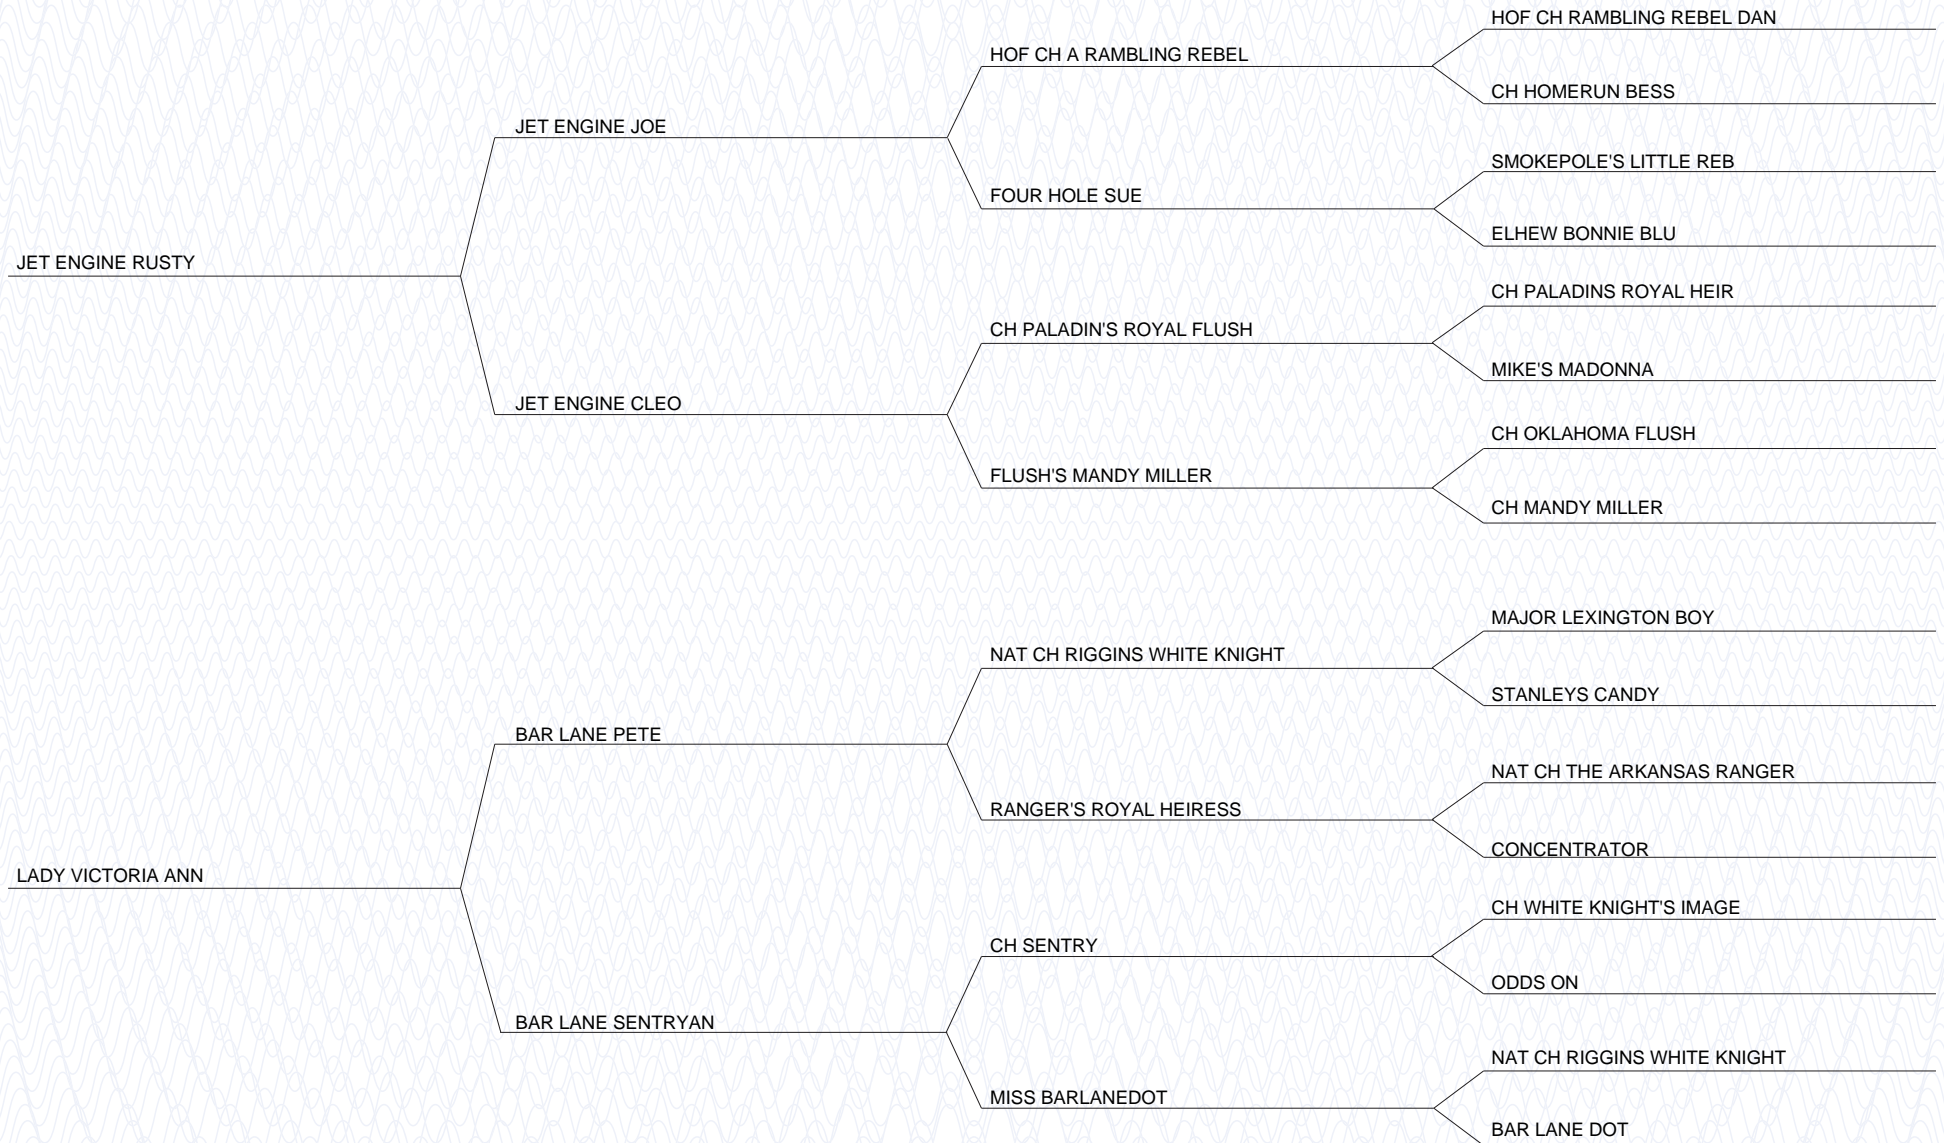 HOF CH RAMBLING REBEL DAN
HOF CH A RAMBLING REBEL
CH HOMERUN BESS
JET ENGINE JOE
SMOKEPOLE'S LITTLE REB
FOUR HOLE SUE
ELHEW BONNIE BLU
JET ENGINE RUSTY
CH PALADINS ROYAL HEIR
CH PALADIN'S ROYAL FLUSH
MIKE'S MADONNA
JET ENGINE CLEO
CH OKLAHOMA FLUSH
FLUSH'S MANDY MILLER
CH MANDY MILLER
MAJOR LEXINGTON BOY
NAT CH RIGGINS WHITE KNIGHT
STANLEYS CANDY
BAR LANE PETE
NAT CH THE ARKANSAS RANGER
RANGER'S ROYAL HEIRESS
CONCENTRATOR
LADY VICTORIA ANN
CH WHITE KNIGHT'S IMAGE
CH SENTRY
ODDS ON
BAR LANE SENTRYAN
NAT CH RIGGINS WHITE KNIGHT
MISS BARLANEDOT
BAR LANE DOT